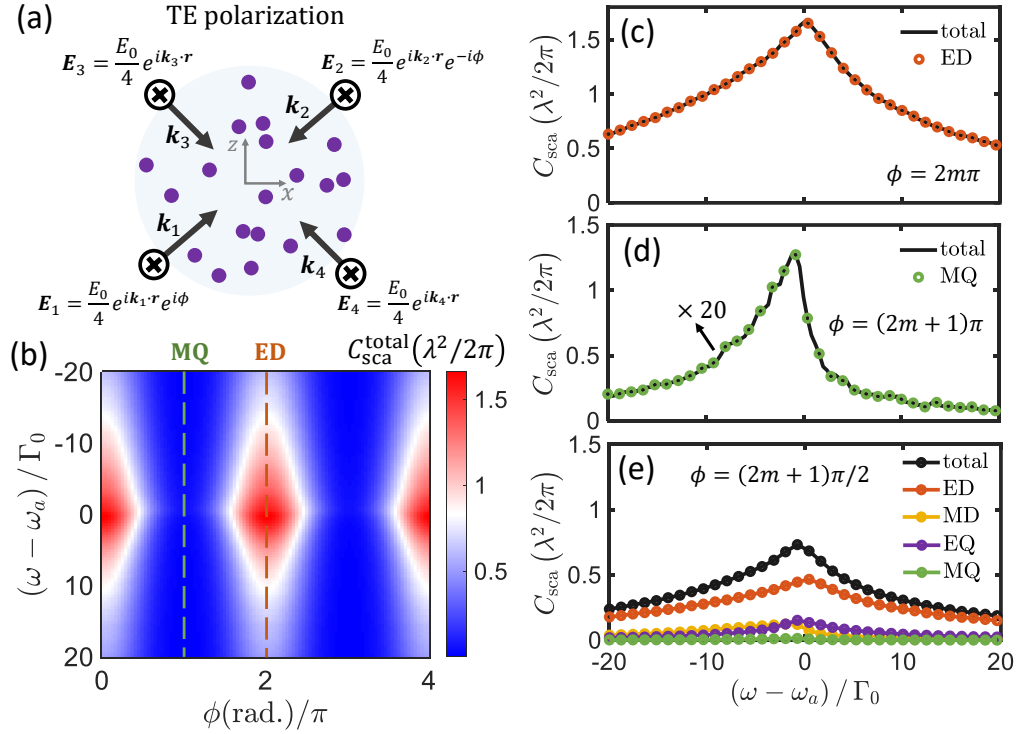 (a)
TE polarization
E₃ = E₀/4 e^{ik₃·r}
E₂ = E₀/4 e^{ik₂·r}e^{-iϕ}
k₃
k₂
z
x
k₁
k₄
E₁ = E₀/4 e^{ik₁·r}e^{iϕ}
E₄ = E₀/4 e^{ik₄·r}
(b)
MQ
ED
C_sca^total(λ²/2π)
-20
-10
0
10
20
(ω − ω_a) / Γ₀
0
2
4
ϕ(rad.)/π
1.5
1
0.5
(c)
total
ED
C_sca (λ²/2π)
2
1.5
1
0.5
0
ϕ = 2mπ
(d)
total
MQ
C_sca (λ²/2π)
1.5
1
0.5
0
× 20
ϕ = (2m + 1)π
(e)
ϕ = (2m + 1)π/2
total
ED
MD
EQ
MQ
C_sca (λ²/2π)
1.5
1
0.5
0
-20
-10
0
10
20
(ω − ω_a) / Γ₀